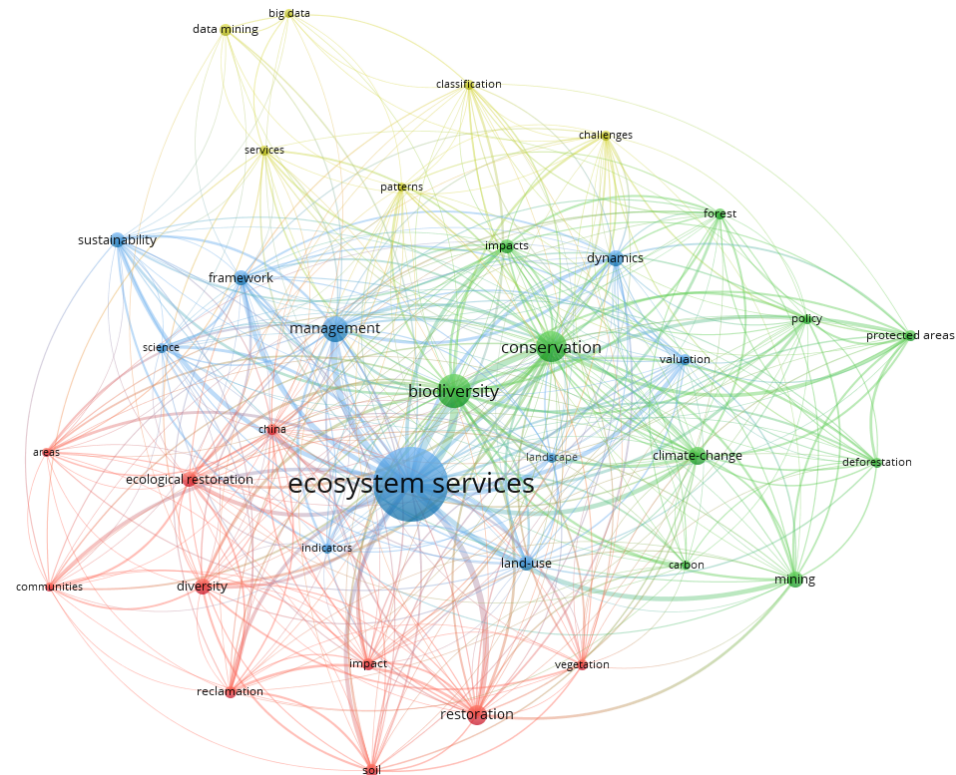 big data
data mining
classification
challenges
services
patterns
forest
sustainability
impacts
dynamics
framework
policy
management
protected areas
science
conservation
valuation
biodiversity
china
areas
landscape
climate-change
deforestation
ecological restoration
ecosystem services
indicators
land-use
carbon
mining
communities
diversity
impact
vegetation
reclamation
restoration
soil